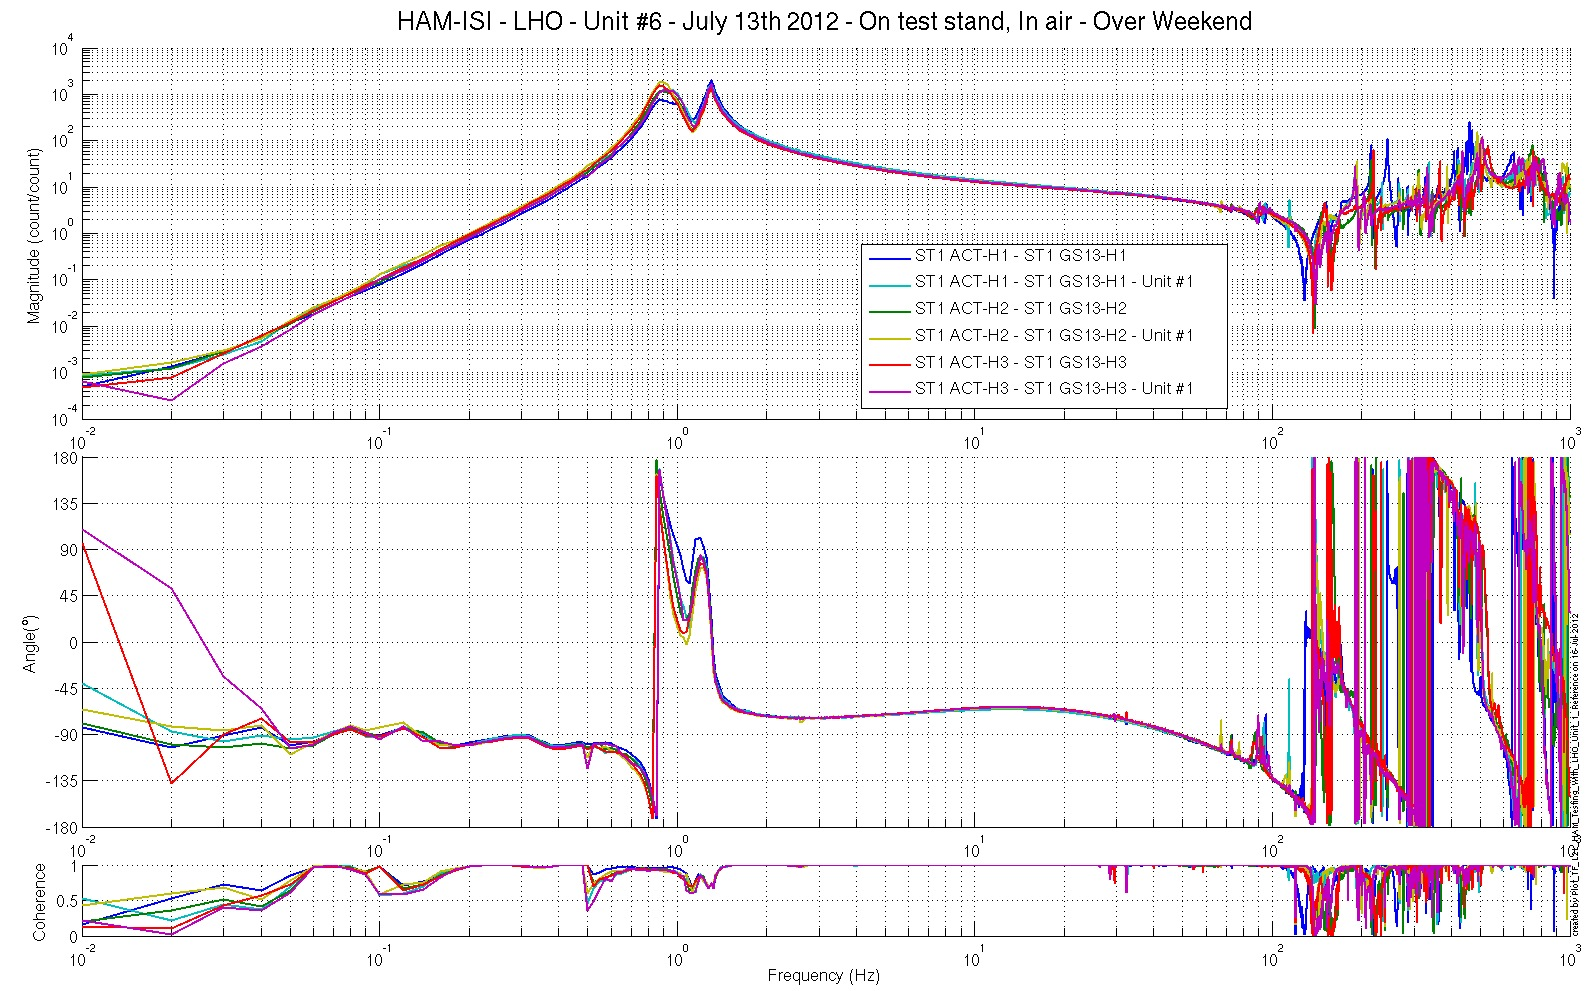 HAM-ISI - LHO - Unit #6 - July 13th 2012 - On test stand, In air - Over Weekend
Magnitude (count/count)
10^4
10^3
10^2
10^1
10^0
10^-1
10^-2
10^-3
10^-4
ST1 ACT-H1 - ST1 GS13-H1
ST1 ACT-H1 - ST1 GS13-H1 - Unit #1
ST1 ACT-H2 - ST1 GS13-H2
ST1 ACT-H2 - ST1 GS13-H2 - Unit #1
ST1 ACT-H3 - ST1 GS13-H3
ST1 ACT-H3 - ST1 GS13-H3 - Unit #1
10^-2 10^-1 10^0 10^1 10^2 10^3
Angle(°)
180
135
90
45
0
-45
-90
-135
-180
10^-2 10^-1 10^0 10^1 10^2
Coherence
1
0.5
0
10^-2 10^-1 10^0 10^1 10^2 10^3
Frequency (Hz)